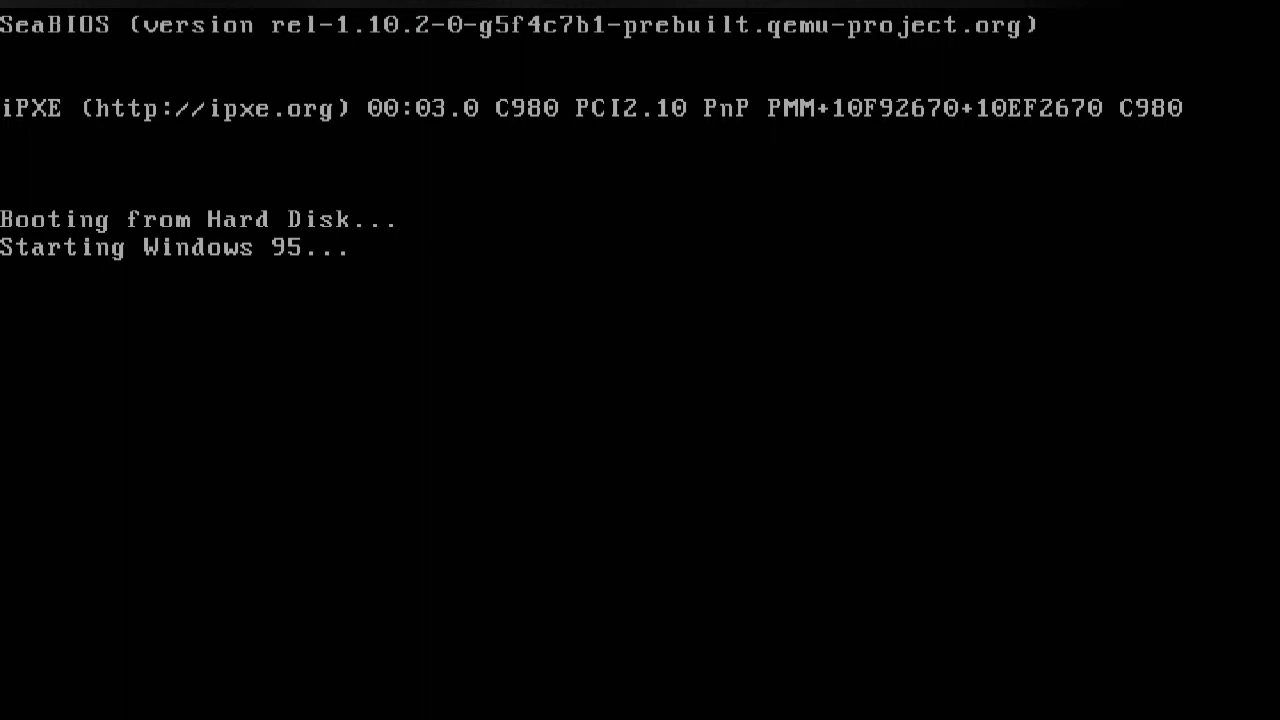 SeaBIOS (version rel-1.10.2-0-g5f4c7b1-prebuilt.qemu-project.org)
iPXE (http://ipxe.org) 00:03.0 C980 PCI2.10 PnP PMM+10F92670+10EF2670 C980
Booting from Hard Disk...
Starting Windows 95...